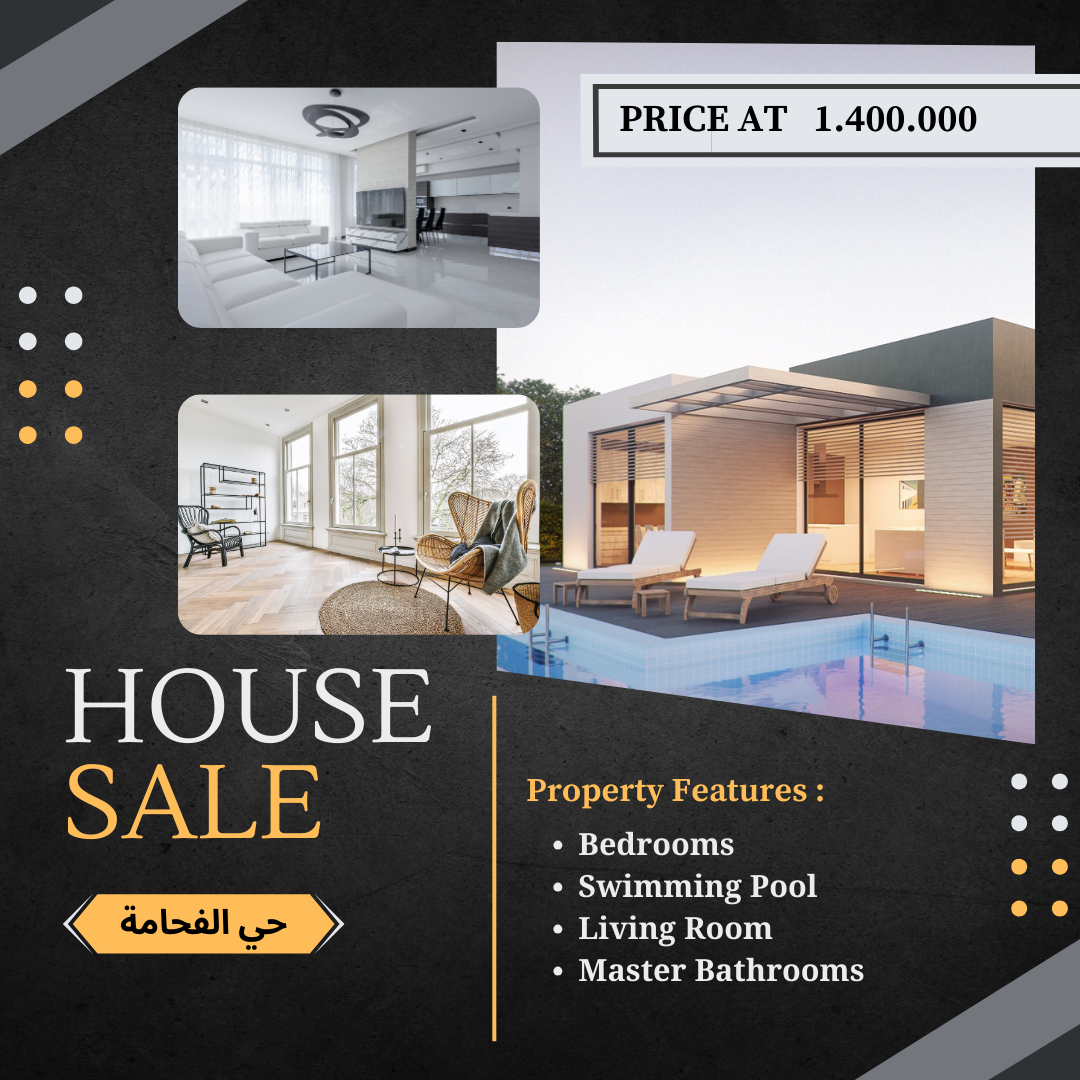 PRICE AT 1.400.000
HOUSE
SALE
حي الفحامة
Property Features :
• Bedrooms
• Swimming Pool
• Living Room
• Master Bathrooms